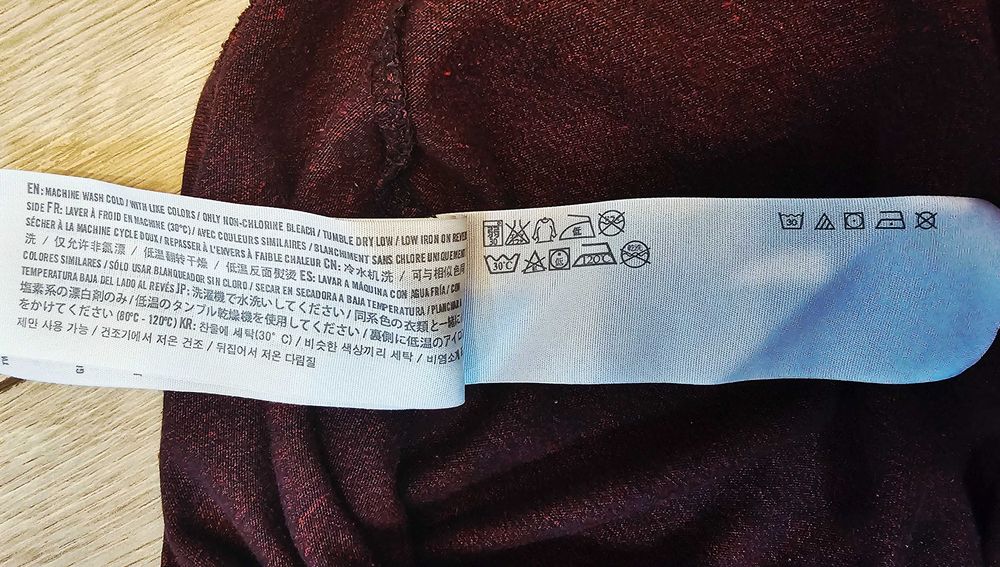 EN: MACHINE WASH COLD / WITH LIKE COLORS / ONLY NON-CHLORINE BLEACH / TUMBLE DRY LOW / LOW IRON ON REVER
SIDE FR: LAVER À FROID EN MACHINE (30°C) / AVEC COULEURS SIMILAIRES / BLANCHIMENT SANS CHLORE UNIQUEMEN
SÉCHER À LA MACHINE CYCLE DOUX / REPASSER À L'ENVERS À FAIBLE CHALEUR CN: 冷水机洗 / 可与相似色同
洗 / 仅允许非氯漂 / 低温翻转干燥 / 低温反面熨烫 ES: LAVAR A MÁQUINA CON AGUA FRÍA / CON
COLORES SIMILARES / SÓLO USAR BLANQUEADOR SIN CLORO / SECAR EN SECADORA A BAJA TEMPERATURA / PLANCHAR A
TEMPERATURA BAJA DEL LADO AL REVÉS JP: 洗濯機で水洗いしてください / 同系色の衣類と一緒に
塩素系の漂白剤のみ / 低温のタンブル乾燥機を使用してください / 裏側に低温のアイロ
をかけてください (80°C - 120°C) KR: 찬물에 세탁(30° C) / 비슷한 색상끼리 세탁 / 비염소계
제만 사용 가능 / 건조기에서 저온 건조 / 뒤집어서 저온 다림질
30 低
30°C 120°C 乾洗
30